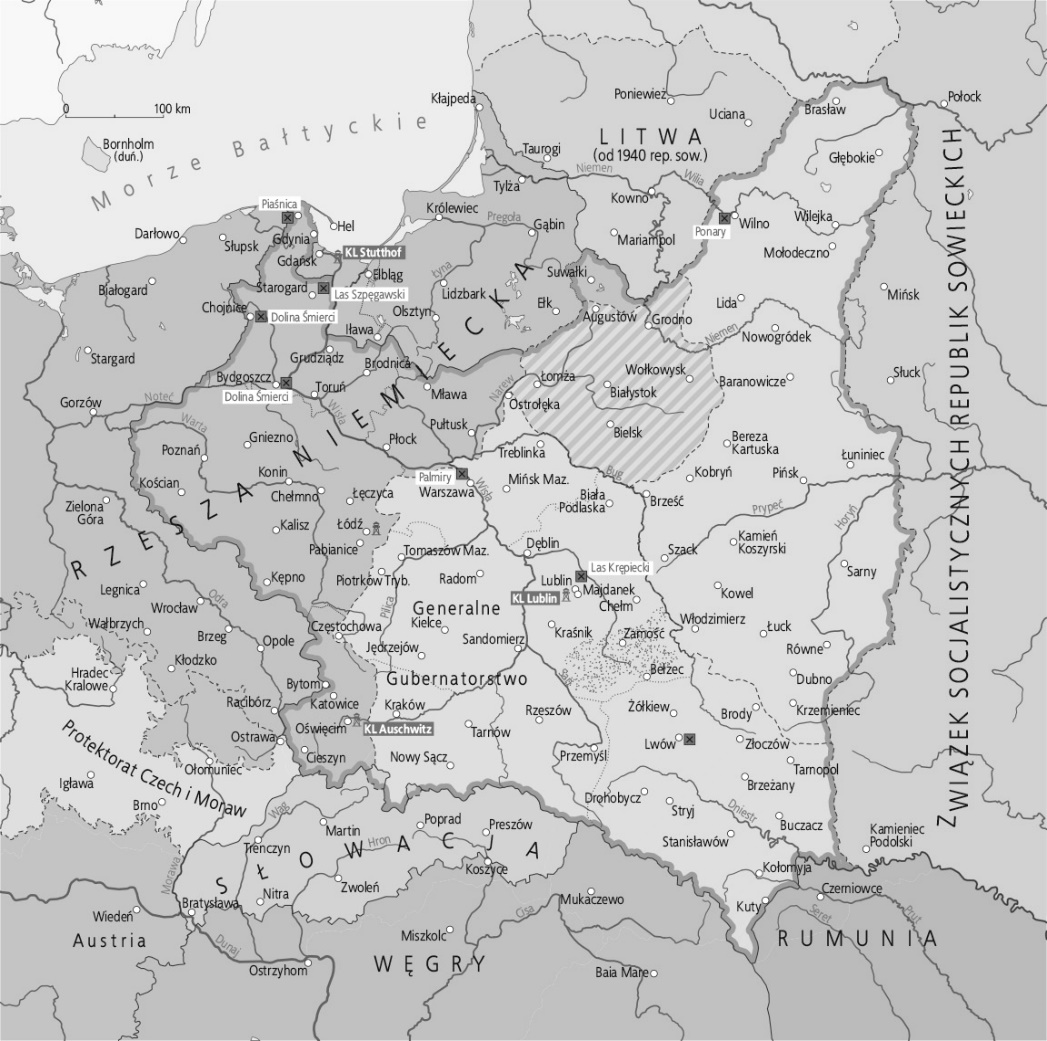 Kłajpeda
Poniewież
Uciana
Brasław
Połock
0
100 km
Bornholm
(duń.)
Morze Bałtyckie
LITWA
(od 1940 rep. sow.)
Taurogi
Niemen
Wilia
Głębokie
Tylża
Kowno
Piaśnica
Hel
Królewiec
Pregoła
Gąbin
Mariampol
Ponary
Wilno
Wilejka
Darłowo
Słupsk
Gdynia
Gdańsk
KL Stutthof
Mołodeczno
Białogard
Starogard
Las Szpęgawski
Elbląg
Łyna
Lidzbark
Suwałki
Ełk
Augustów
Grodno
Lida
Mińsk
Chojnice
Dolina Śmierci
Olsztyn
Iława
Niemen
Nowogródek
Stargard
Grudziądz
Brodnica
Bydgoszcz
Dolina Śmierci
Toruń
Wisła
Mława
Narew
Łomża
Ostrołęka
Wołkowysk
Białystok
Baranowicze
Słuck
Gorzów
Noteć
Warta
Gniezno
Płock
Pułtusk
Bielsk
Bereza
Kartuska
Łuniniec
Poznań
Konin
Treblinka
Bug
Kobryń
Pińsk
Kościan
Chełmno
Łęczyca
Palmiry
Warszawa
Wisła
Mińsk Maz.
Biała
Podlaska
Brześć
Prypeć
Horyń
Zielona
Góra
Kalisz
Łódź
Pabianice
Dęblin
Szack
Kamień
Koszyrski
RZESZA NIEMIECKA
Legnica
Kępno
Tomaszów Maz.
Piotrków Tryb.
Radom
Lublin
Las Krępiecki
KL Lublin
Majdanek
Chełm
Kowel
Sarny
Wrocław
Odra
Pilica
Generalne
Gubernatorstwo
Wałbrzych
Brzeg
Opole
Częstochowa
Kielce
Sandomierz
Kraśnik
Zamość
Włodzimierz
Łuck
Równe
Kłodzko
Jędrzejów
Bełżec
Dubno
Hradec
Kralowe
Bytom
Racibórz
Katowice
Kraków
San
Rzeszów
Żółkiew
Brody
Krzemieniec
Protektorat Czech i Moraw
Ostrawa
Oświęcim
KL Auschwitz
Tarnów
Lwów
Złoczów
Cieszyn
Nowy Sącz
Przemyśl
Tarnopol
Igława
Ołomuniec
Brno
Brzeżany
Drohobycz
Stryj
Dniestr
Buczacz
Wag
Martin
Poprad
Preszów
Stanisławów
Kamieniec
Podolski
Trenczyn
Hron
SŁOWACJA
Koszyce
Kołomyja
Morawa
Nitra
Zwoleń
Czerniowce
Wiedeń
Bratysława
Mukaczewo
Kuty
Seret
Prut
Austria
Dunaj
Miszkolc
Cisa
RUMUNIA
Ostrzyhom
WĘGRY
Baia Mare
ZWIĄZEK SOCJALISTYCZNYCH REPUBLIK SOWIECKICH